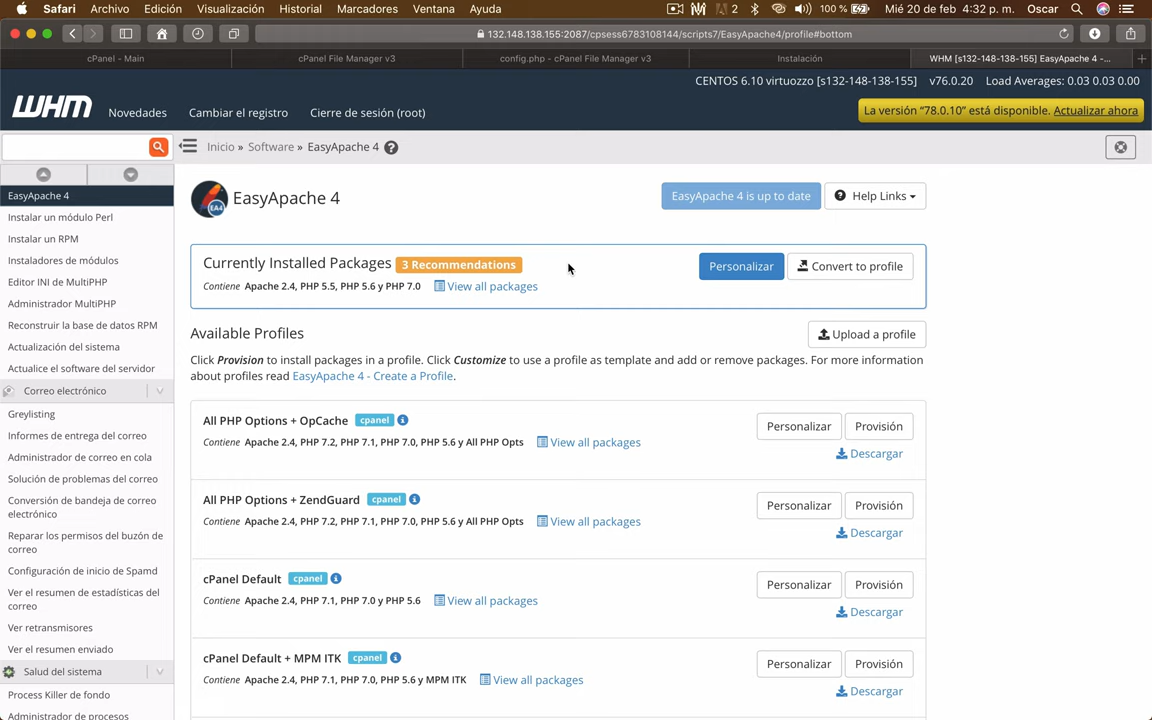 Safari Archivo Edición Visualización Historial Marcadores Ventana Ayuda 2 100 % Mié 20 de feb 4:32 p. m. Oscar
132.148.138.155:2087/cpsess6783108144/scripts7/EasyApache4/profile#bottom
cPanel - Main cPanel File Manager v3 config.php - cPanel File Manager v3 Instalación WHM [s132-148-138-155] EasyApache 4 -...
CENTOS 6.10 virtuozzo [s132-148-138-155] v76.0.20 Load Averages: 0.03 0.03 0.00
WHM Novedades Cambiar el registro Cierre de sesión (root) La versión “78.0.10” está disponible. Actualizar ahora
Inicio » Software » EasyApache 4
EasyApache 4
Instalar un módulo Perl
Instalar un RPM
Instaladores de módulos
Editor INI de MultiPHP
Administrador MultiPHP
Reconstruir la base de datos RPM
Actualización del sistema
Actualice el software del servidor
Correo electrónico
Greylisting
Informes de entrega del correo
Administrador de correo en cola
Solución de problemas del correo
Conversión de bandeja de correo
electrónico
Reparar los permisos del buzón de
correo
Configuración de inicio de Spamd
Ver el resumen de estadísticas del
correo
Ver retransmisores
Ver el resumen enviado
Salud del sistema
Process Killer de fondo
Administrador de procesos
EA4 EasyApache 4 EasyApache 4 is up to date Help Links
Currently Installed Packages 3 Recommendations Personalizar Convert to profile
Contiene Apache 2.4, PHP 5.5, PHP 5.6 y PHP 7.0 View all packages
Available Profiles Upload a profile
Click Provision to install packages in a profile. Click Customize to use a profile as template and add or remove packages. For more information
about profiles read EasyApache 4 - Create a Profile.
All PHP Options + OpCache cpanel Personalizar Provisión
Contiene Apache 2.4, PHP 7.2, PHP 7.1, PHP 7.0, PHP 5.6 y All PHP Opts View all packages
Descargar
All PHP Options + ZendGuard cpanel Personalizar Provisión
Contiene Apache 2.4, PHP 7.2, PHP 7.1, PHP 7.0, PHP 5.6 y All PHP Opts View all packages
Descargar
cPanel Default cpanel Personalizar Provisión
Contiene Apache 2.4, PHP 7.1, PHP 7.0 y PHP 5.6 View all packages
Descargar
cPanel Default + MPM ITK cpanel Personalizar Provisión
Contiene Apache 2.4, PHP 7.1, PHP 7.0, PHP 5.6 y MPM ITK View all packages
Descargar